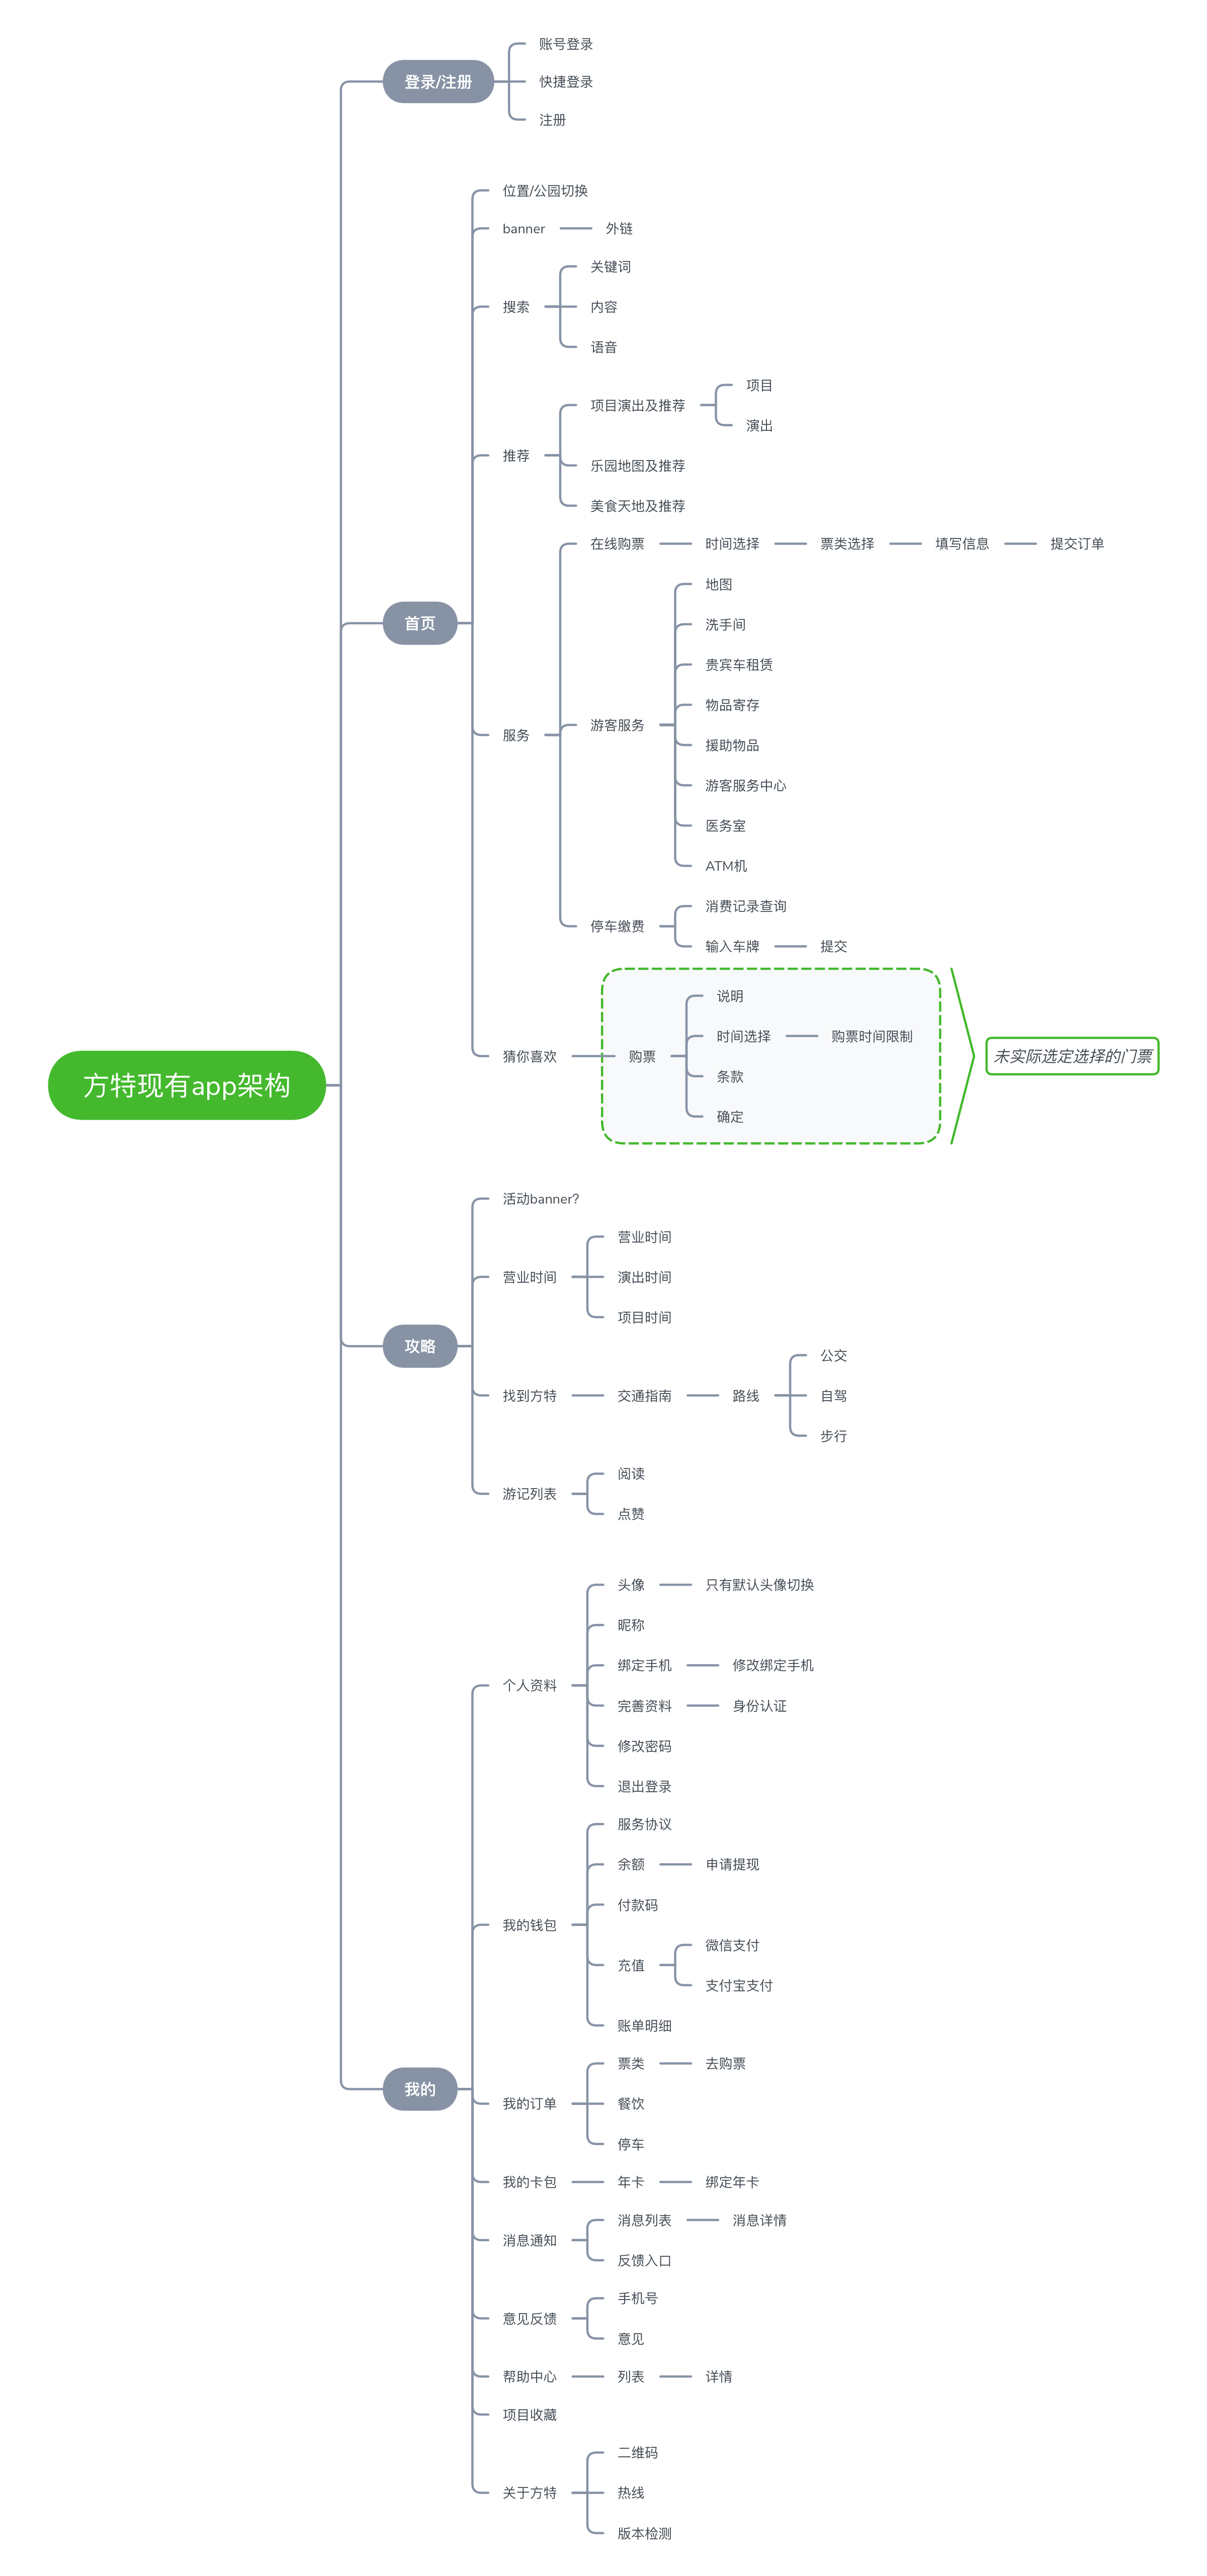 账号登录
登录/注册
快捷登录
注册
位置/公园切换
banner
外链
关键词
搜索
内容
语音
项目
项目演出及推荐
演出
推荐
乐园地图及推荐
美食天地及推荐
在线购票
时间选择
票类选择
填写信息
提交订单
地图
首页
洗手间
贵宾车租赁
物品寄存
游客服务
服务
援助物品
游客服务中心
医务室
ATM机
消费记录查询
停车缴费
输入车牌
提交
说明
时间选择
购票时间限制
猜你喜欢
购票
未实际选定选择的门票
条款
方特现有app架构
确定
活动banner?
营业时间
营业时间
演出时间
项目时间
攻略
公交
找到方特
交通指南
路线
自驾
步行
阅读
游记列表
点赞
头像
只有默认头像切换
昵称
绑定手机
修改绑定手机
个人资料
完善资料
身份认证
修改密码
退出登录
服务协议
余额
申请提现
付款码
我的钱包
微信支付
充值
支付宝支付
账单明细
票类
去购票
我的
我的订单
餐饮
停车
我的卡包
年卡
绑定年卡
消息列表
消息详情
消息通知
反馈入口
手机号
意见反馈
意见
帮助中心
列表
详情
项目收藏
二维码
关于方特
热线
版本检测